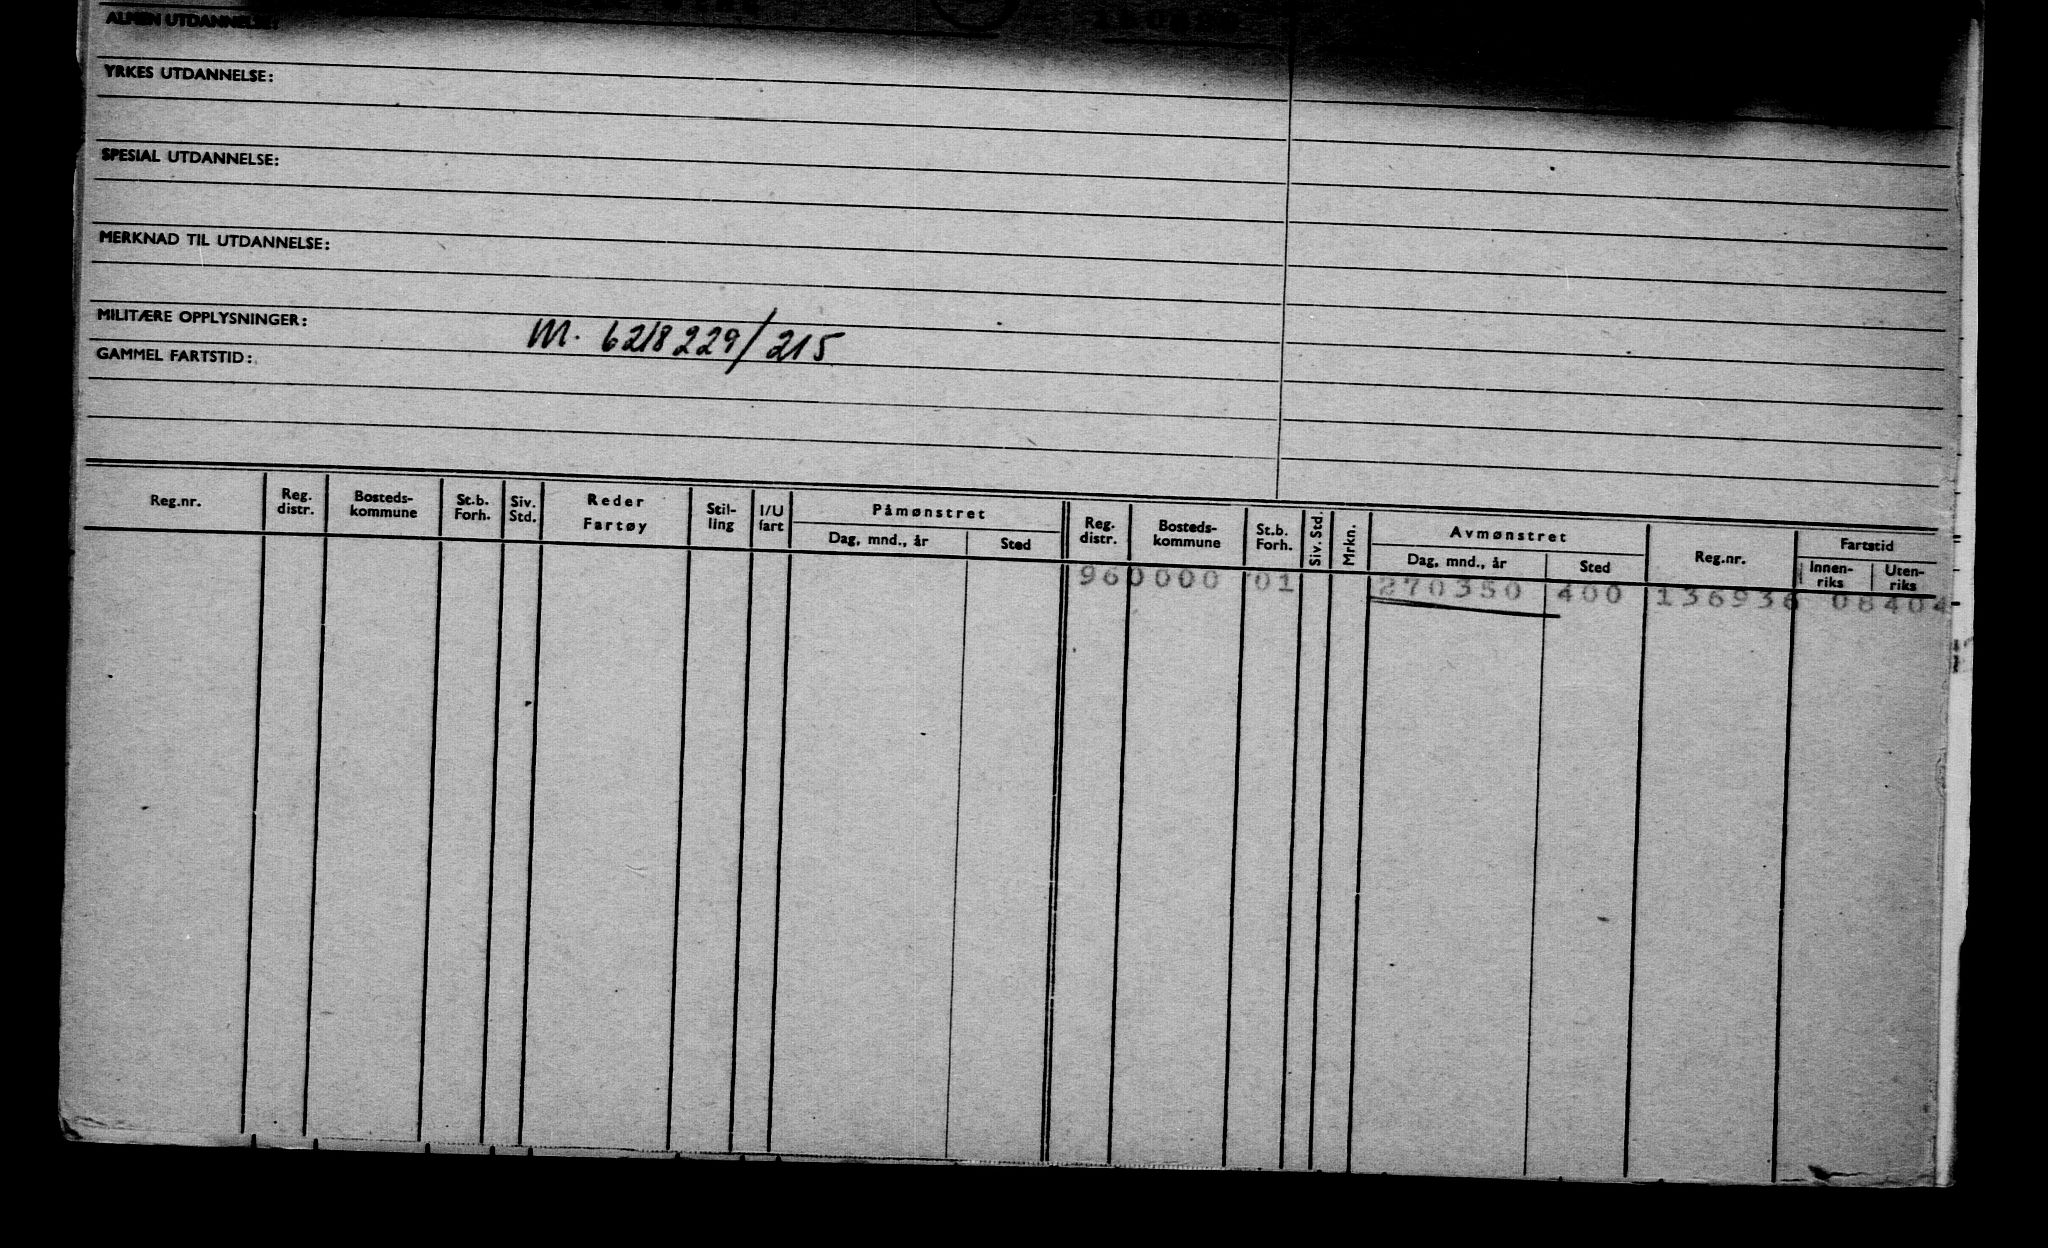 ALMEN UTDANNELSE:
YRKES UTDANNELSE:
SPESIAL UTDANNELSE:
MERKNAD TIL UTDANNELSE:
MILITÆRE OPPLYSNINGER: M. 6218229/215
GAMMEL FARTSTID:
Reg.nr. Reg. distr. Bosteds-kommune St.b. Forh. Siv. Std. Reder Fartøy Stil-ling I/U fart Påmønstret Dag, mnd., år Sted Reg. distr. Bosteds-kommune St.b. Forh. Siv. Std. Mrkn. Avmønstret Dag, mnd., år Sted Reg.nr. Fartstid Innen-riks Uten-riks
960000 01 270350 400 136936 08404